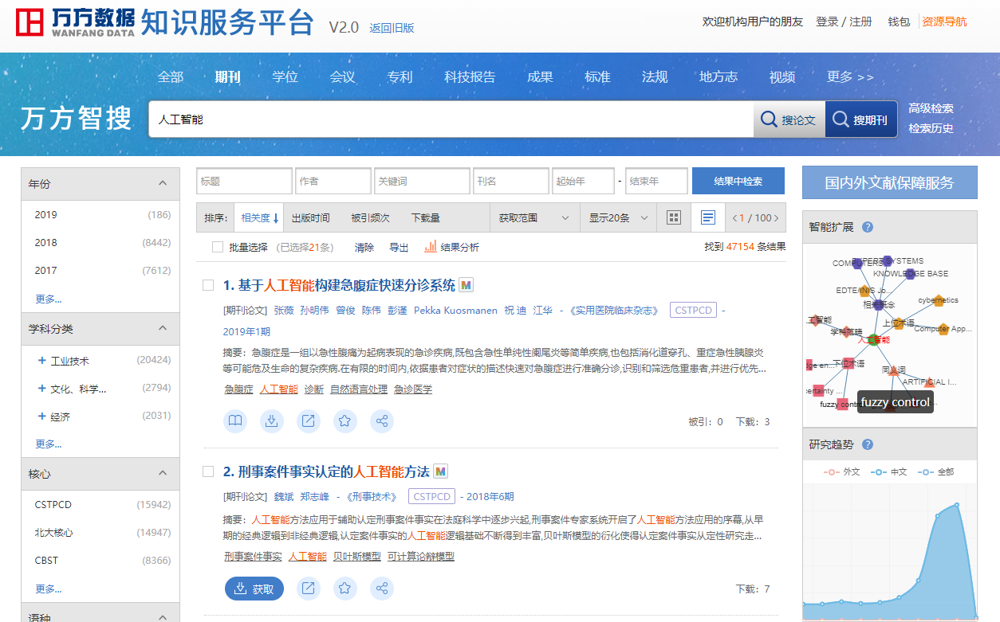 万方数据 知识服务平台 V2.0 返回旧版
WANFANG DATA
欢迎机构用户的朋友 登录 / 注册 钱包 资源导航
全部 期刊 学位 会议 专利 科技报告 成果 标准 法规 地方志 视频 更多 >>
万方智搜 人工智能 搜论文 搜期刊
高级检索
检索历史
年份
2019 (186)
2018 (8442)
2017 (7612)
更多...
学科分类
+ 工业技术 (20424)
+ 文化、科学... (2794)
+ 经济 (2031)
更多...
核心
CSTPCD (15942)
北大核心 (14947)
CBST (8366)
更多...
语种
标题 作者 关键词 刊名 起始年 - 结束年 结果中检索
排序: 相关度 出版时间 被引频次 下载量 获取范围 显示20条 < 1 / 100 >
批量选择 (已选择21条) 清除 导出 结果分析 找到 47154 条结果
1. 基于人工智能构建急腹症快速分诊系统 M
[期刊论文] 张薇 孙明伟 曾俊 陈伟 彭谨 Pekka Kuosmanen 祝 迪 江华 - 《实用医院临床杂志》 CSTPCD -
2019年1期
摘要：急腹症是一组以急性腹痛为起病表现的急诊疾病,既包含急性单纯性阑尾炎等简单疾病,也包括消化道穿孔、重症急性胰腺炎
等可能危及生命的复杂疾病.在有限的时间内,依据患者对症状的描述快速对急腹症进行准确分诊,识别和筛选危重患者,并进行优先...
急腹症 人工智能 诊断 自然语言处理 急诊医学
被引：0 下载：3
2. 刑事案件事实认定的人工智能方法 M
[期刊论文] 魏斌 郑志峰 - 《刑事技术》 CSTPCD - 2018年6期
摘要：人工智能方法应用于辅助认定刑事案件事实在法庭科学中逐步兴起,刑事案件专家系统开启了人工智能方法应用的序幕,从早
期的经典逻辑到非经典逻辑,认定案件事实的人工智能逻辑基础不断得到丰富,贝叶斯模型的衍化使得认定案件事实从定性研究走...
刑事案件事实 人工智能 贝叶斯模型 可计算论辩模型
获取 下载：7
国内外文献保障服务
智能扩展 ?
COMPUTERS
EXPERT SYSTEMS
KNOWLEDGE BASE
EDTE/INIS Jo...
相关概念
cybernetics
工智能
学科范畴
上位术语
Computer App...
人工智能
ge en...
下位术语
同义词
ARTIFICIAL I...
certainty ...
fuzzy contr
fuzzy control
研究趋势 ?
外文 中文 全部